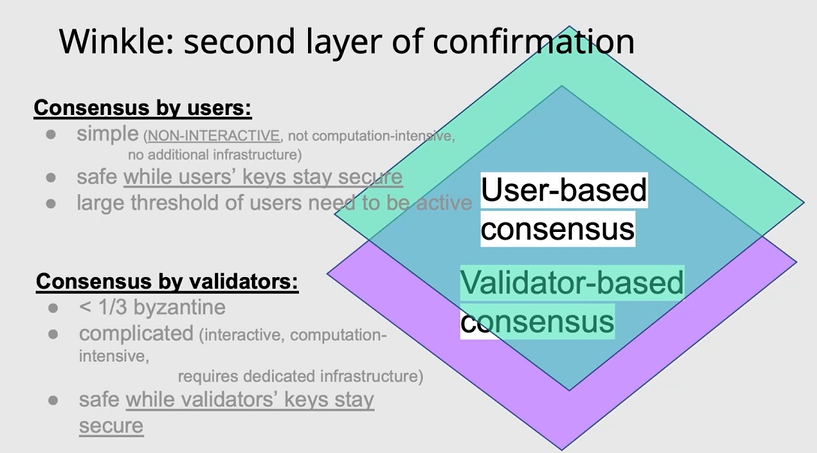 Winkle: second layer of confirmation
Consensus by users:
● simple (NON-INTERACTIVE, not computation-intensive,
no additional infrastructure)
● safe while users' keys stay secure
● large threshold of users need to be active
User-based
consensus
Validator-based
consensus
Consensus by validators:
● < 1/3 byzantine
● complicated (interactive, computation-
intensive,
requires dedicated infrastructure)
● safe while validators' keys stay
secure